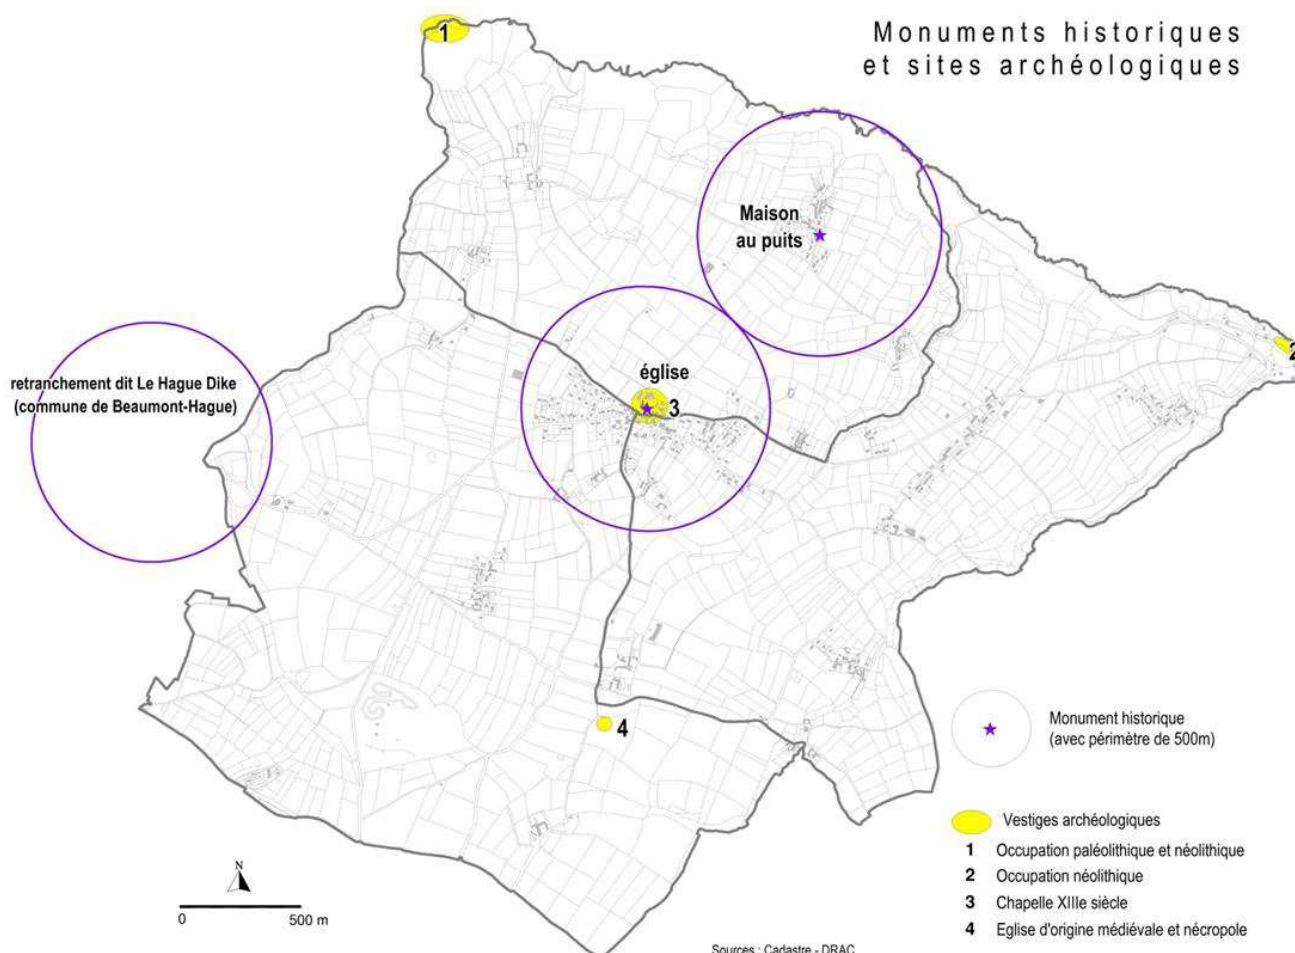 Monuments historiques
et sites archéologiques
1
Maison
au puits
2
retranchement dit Le Hague Dike
(commune de Beaumont-Hague)
église
3
4
Monument historique
(avec périmètre de 500m)
Vestiges archéologiques
1 Occupation paléolithique et néolithique
2 Occupation néolithique
3 Chapelle XIIIe siècle
4 Eglise d'origine médiévale et nécropole
N
0 500 m
Sources : Cadastre - DRAC